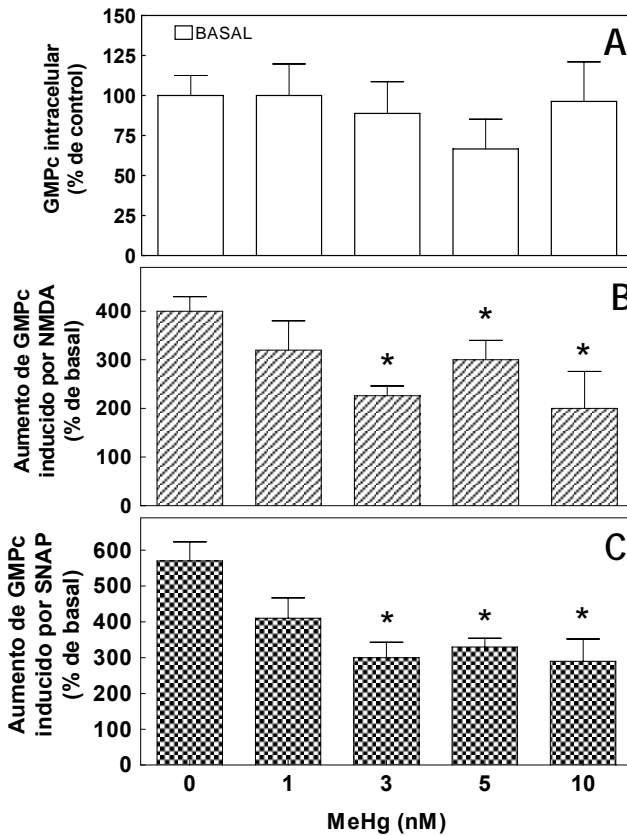 BASAL
A
150
125
100
75
50
25
0
GMPc intracelular
(% de control)
B
400
300
200
100
0
Aumento de GMPc
inducido por NMDA
(% de basal)
*
*
*
C
600
500
400
300
200
100
0
Aumento de GMPc
inducido por SNAP
(% de basal)
*
*
*
0 1 3 5 10
MeHg (nM)